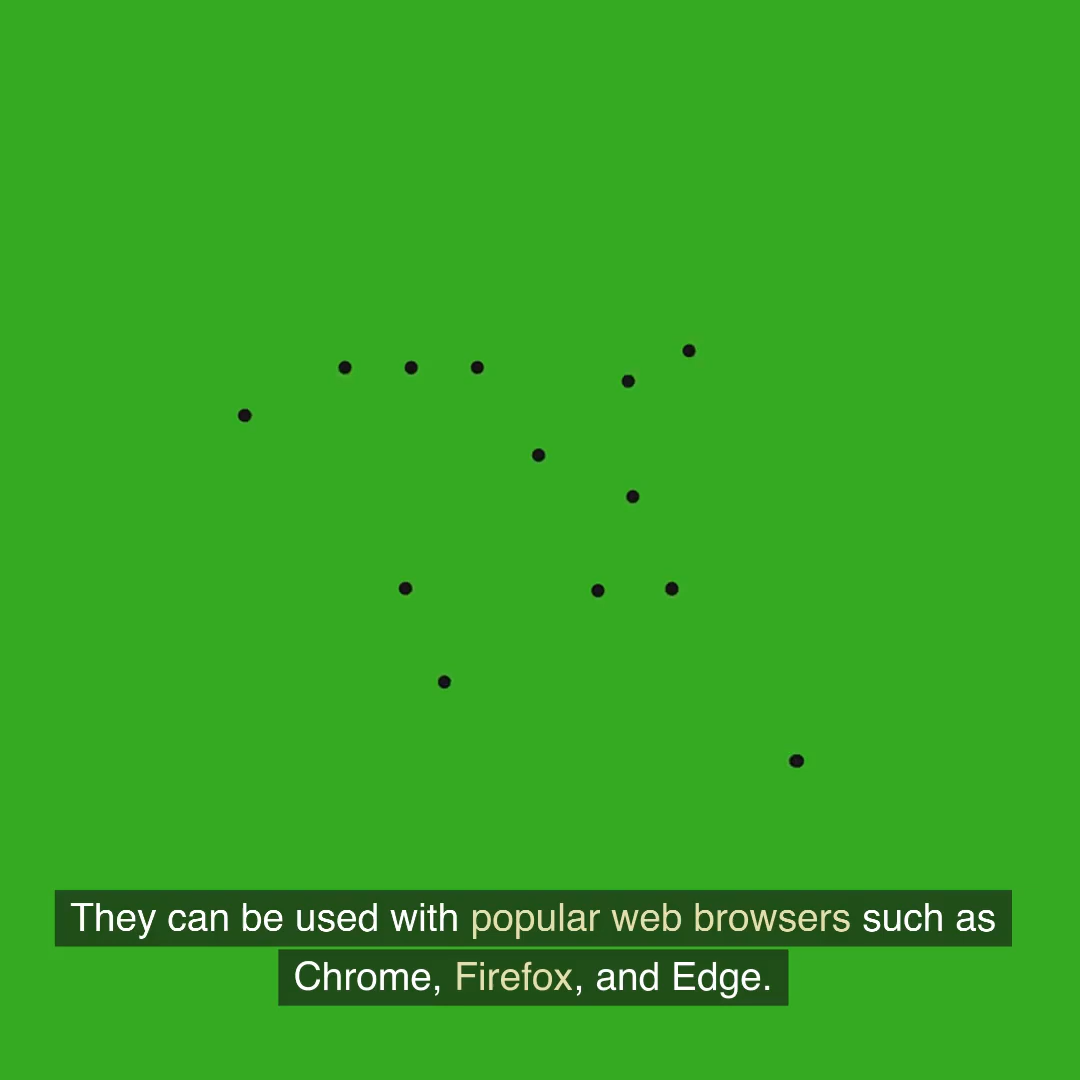 They can be used with popular web browsers such as
Chrome, Firefox, and Edge.